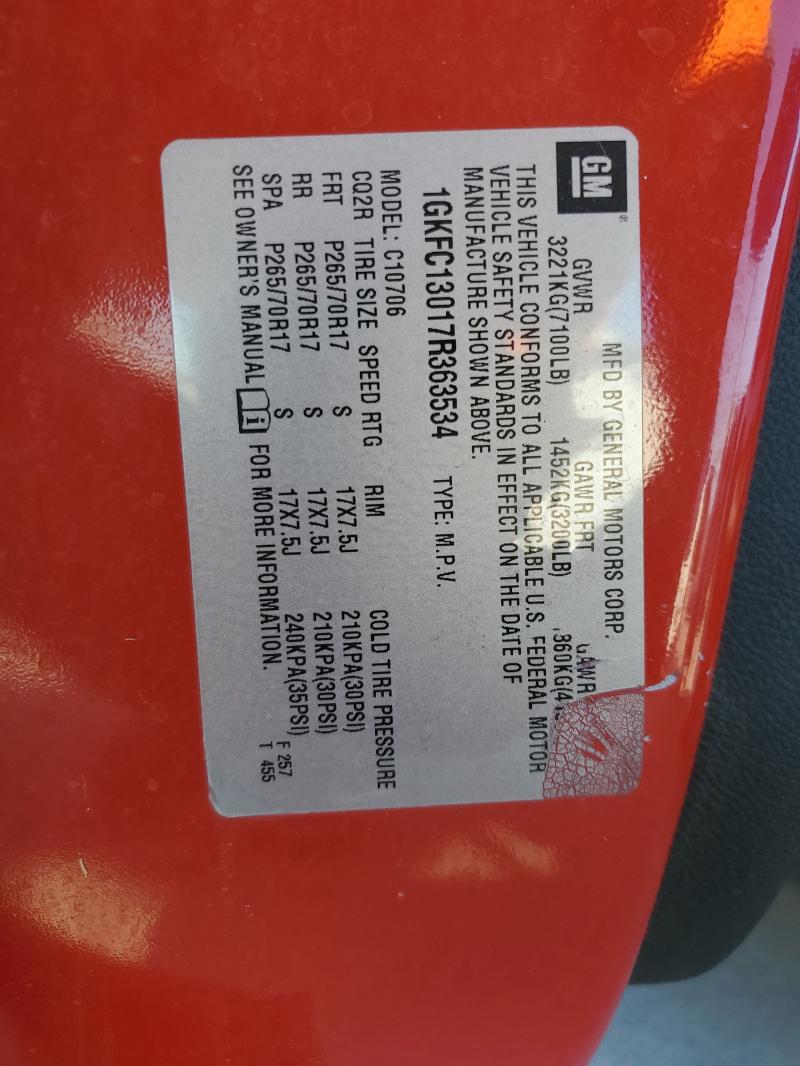 GM ®
MFD BY GENERAL MOTORS CORP.
GVWR GAWR FRT GAWR
3221KG(7100LB) 1452KG(3200LB) 860KG(4
THIS VEHICLE CONFORMS TO ALL APPLICABLE U.S. FEDERAL MOTOR
VEHICLE SAFETY STANDARDS IN EFFECT ON THE DATE OF
MANUFACTURE SHOWN ABOVE.
1GKFC13017R363534 TYPE: M.P.V.
MODEL: C10706
CQ2R TIRE SIZE SPEED RTG RIM COLD TIRE PRESSURE
FRT P265/70R17 S 17X7.5J 210KPA(30PSI)
RR P265/70R17 S 17X7.5J 210KPA(30PSI)
SPA P265/70R17 S 17X7.5J 240KPA(35PSI)
SEE OWNER'S MANUAL i FOR MORE INFORMATION.
F 257
T 455